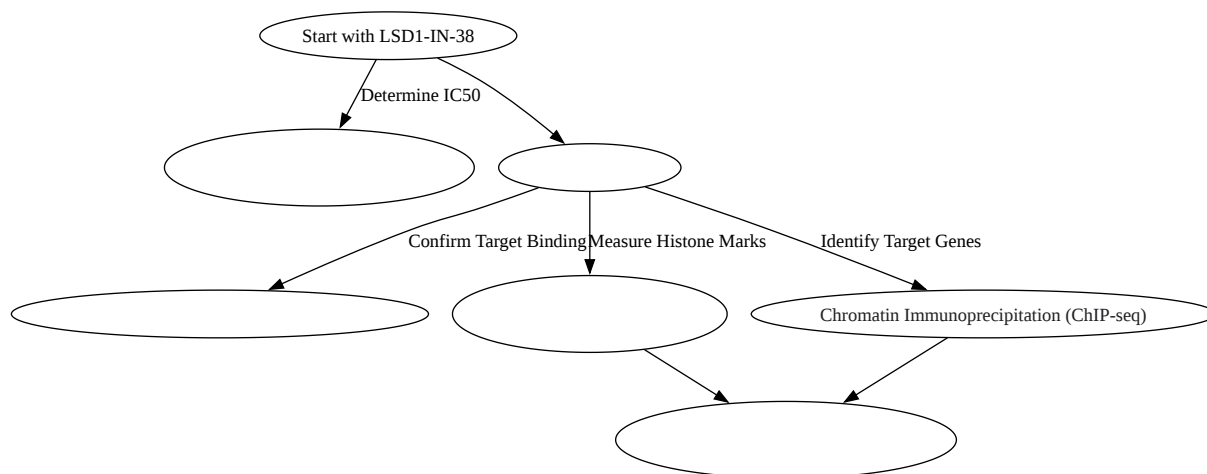 Start with LSD1-IN-38
Determine IC50
Confirm Target Binding
Measure Histone Marks
Identify Target Genes
Chromatin Immunoprecipitation (ChIP-seq)